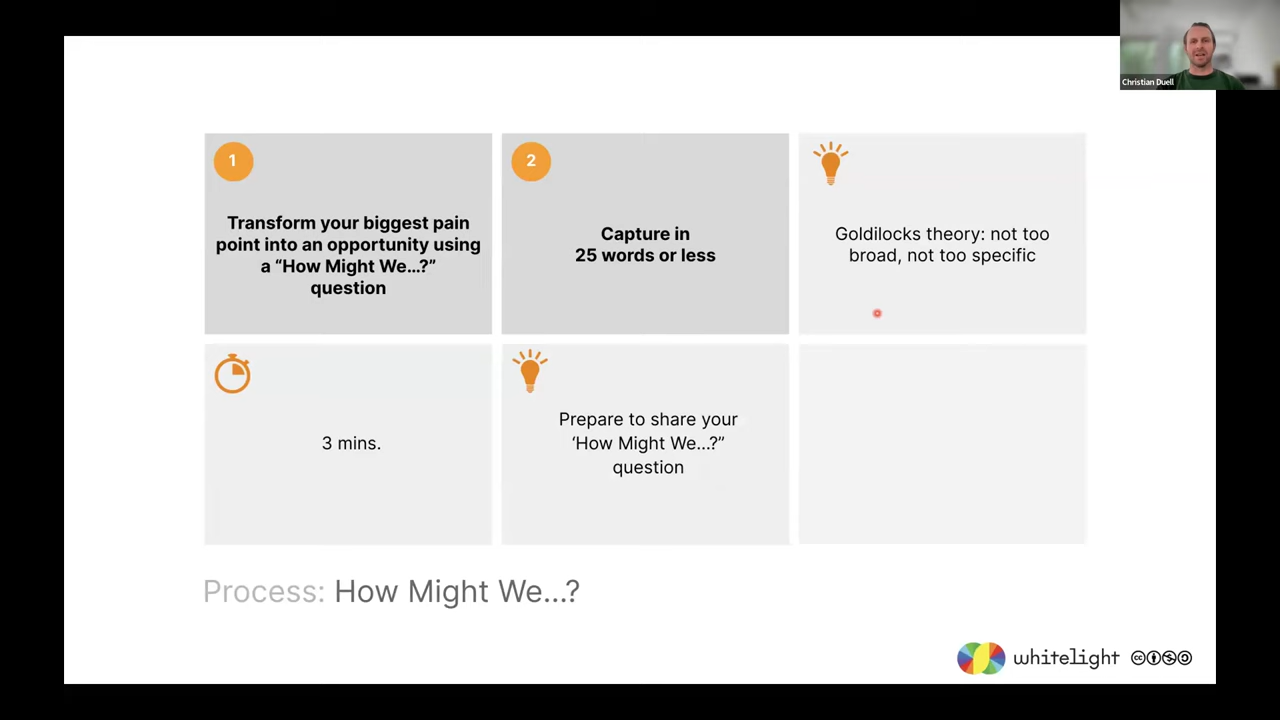 Christian Duell
1
Transform your biggest pain
point into an opportunity using
a “How Might We...?”
question
2
Capture in
25 words or less
Goldilocks theory: not too
broad, not too specific
3 mins.
Prepare to share your
‘How Might We...?”
question
Process: How Might We...?
whitelight
cc